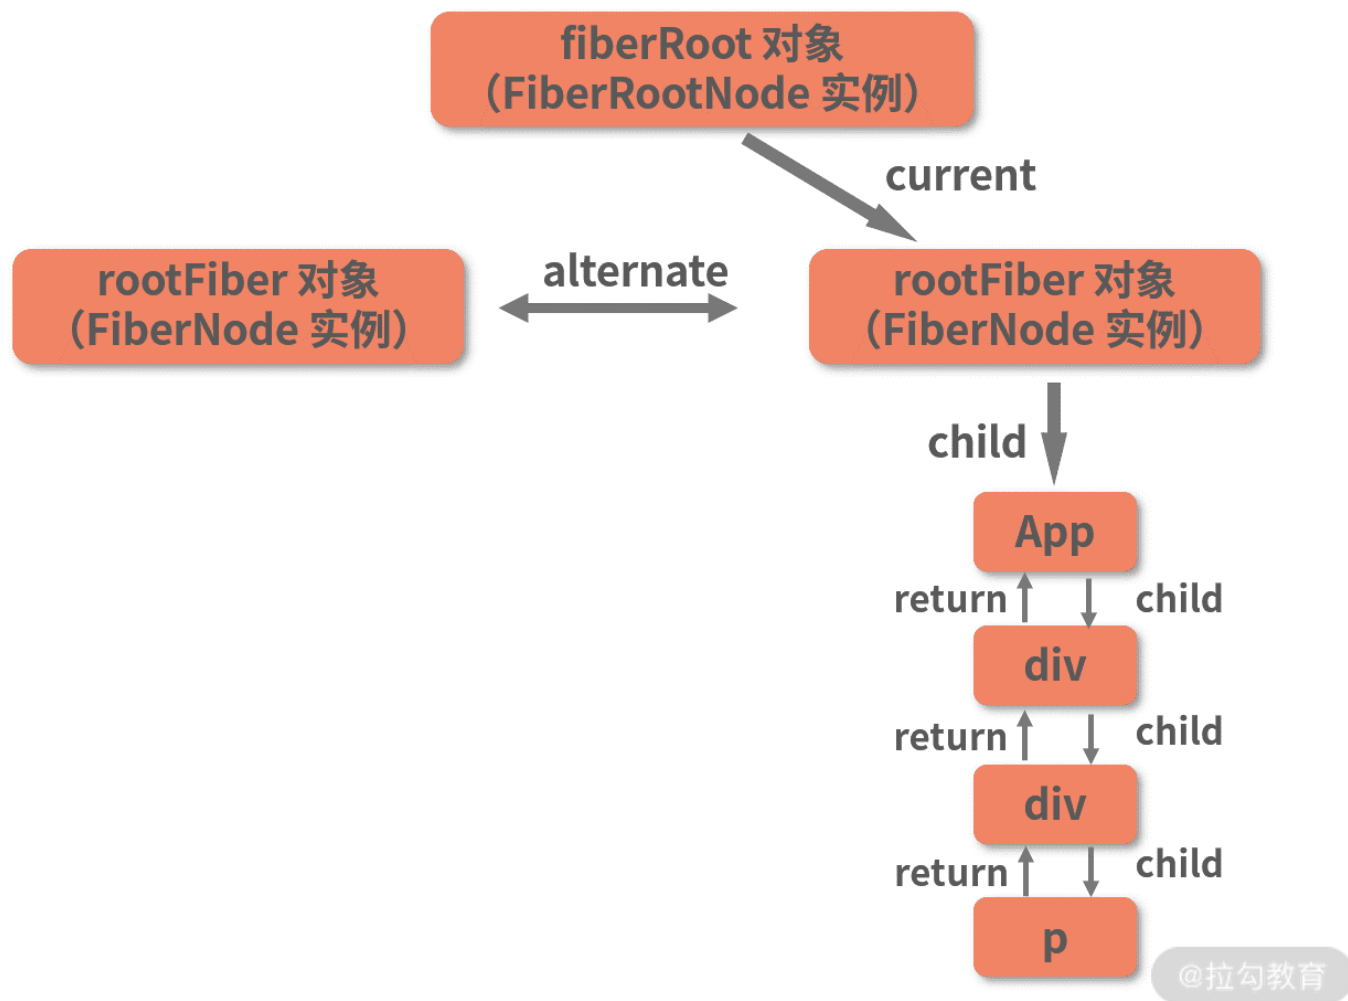 fiberRoot 对象
（FiberRootNode 实例）
current
rootFiber 对象
（FiberNode 实例）
alternate
rootFiber 对象
（FiberNode 实例）
child
App
return
child
div
return
child
div
return
child
p
@拉勾教育